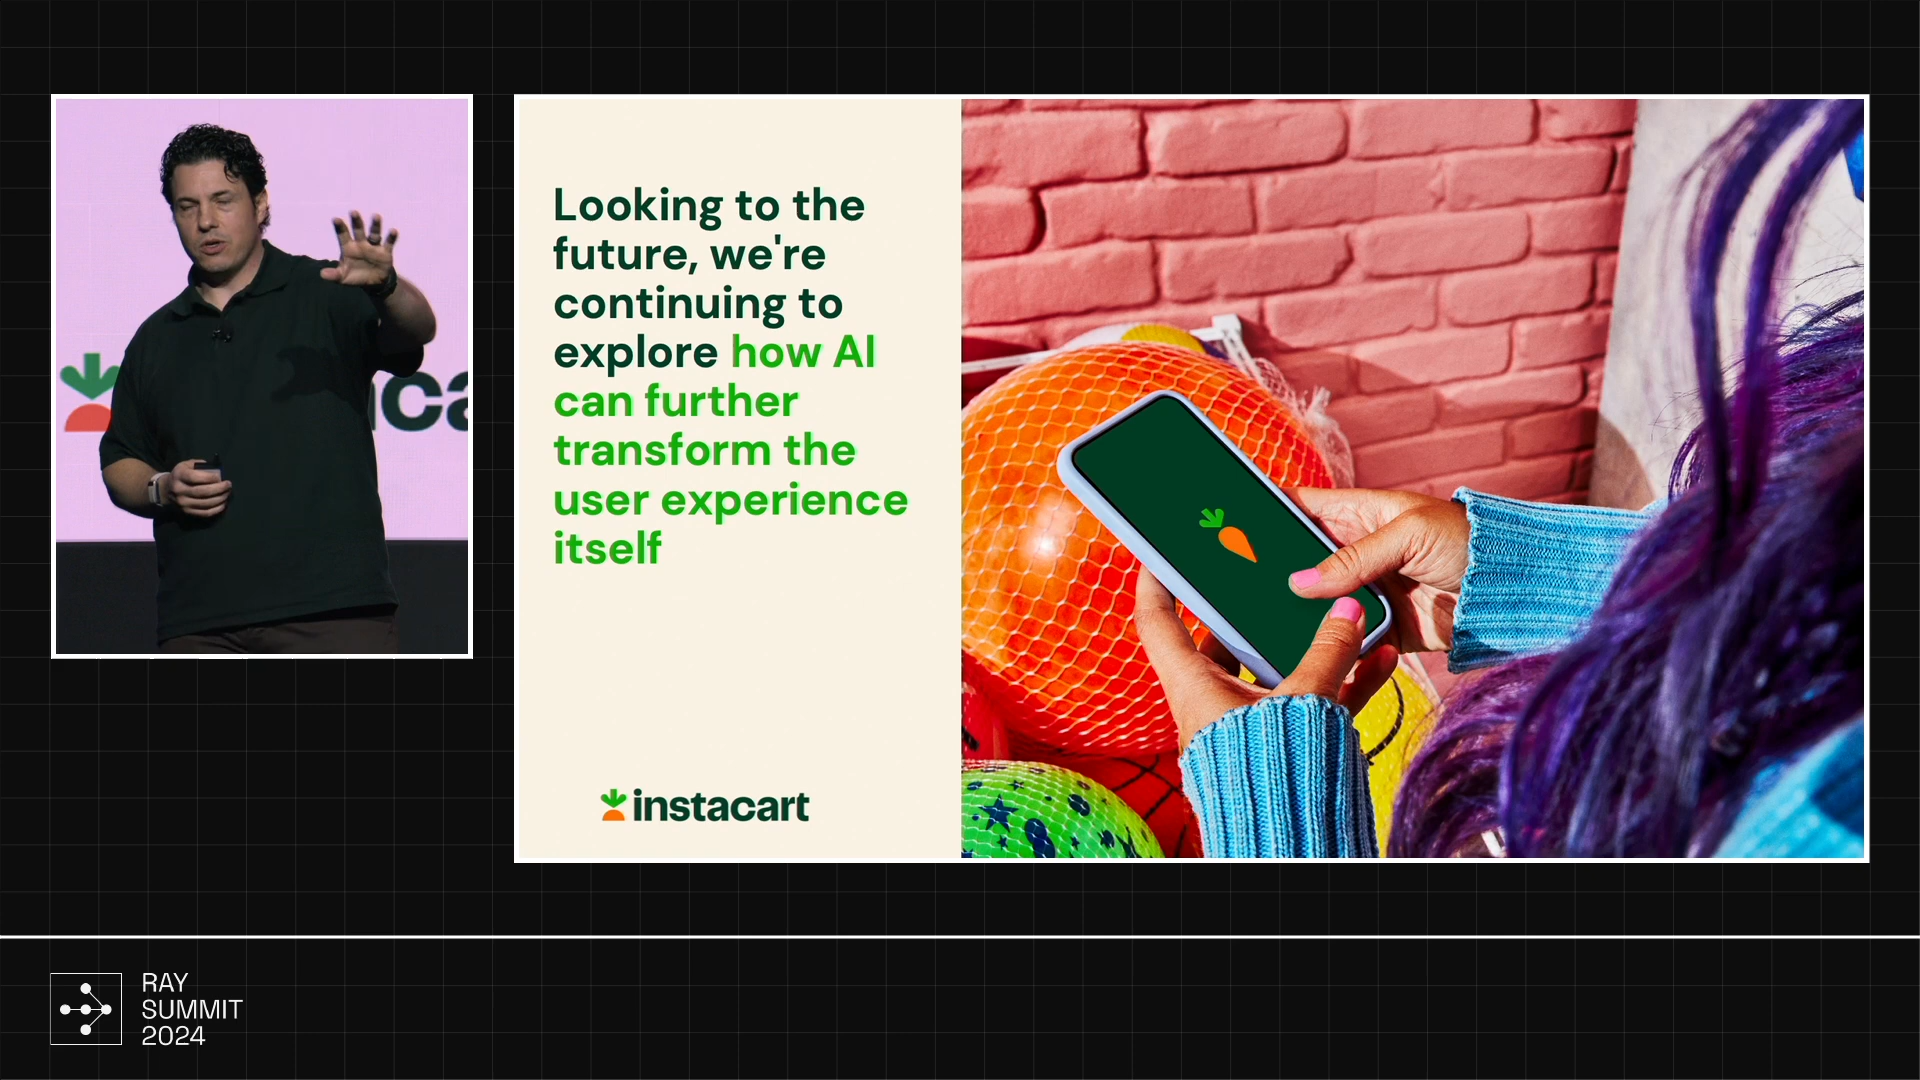 Looking to the
future, we're
continuing to
explore how AI
can further
transform the
user experience
itself
instacart
ca
RAY
SUMMIT
2024